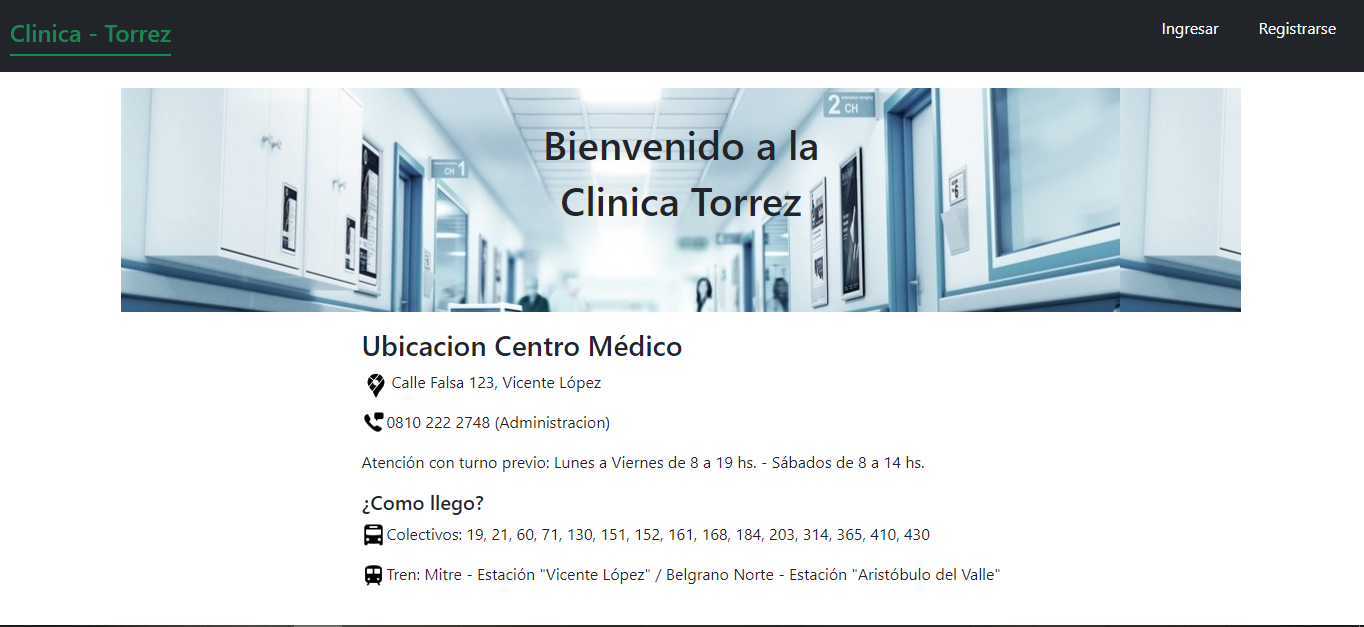 Clinica - Torrez
Ingresar
Registrarse
2 CH
CH 1
Bienvenido a la
Clinica Torrez
Ubicacion Centro Médico
Calle Falsa 123, Vicente López
0810 222 2748 (Administracion)
Atención con turno previo: Lunes a Viernes de 8 a 19 hs. - Sábados de 8 a 14 hs.
¿Como llego?
Colectivos: 19, 21, 60, 71, 130, 151, 152, 161, 168, 184, 203, 314, 365, 410, 430
Tren: Mitre - Estación "Vicente López" / Belgrano Norte - Estación "Aristóbulo del Valle"